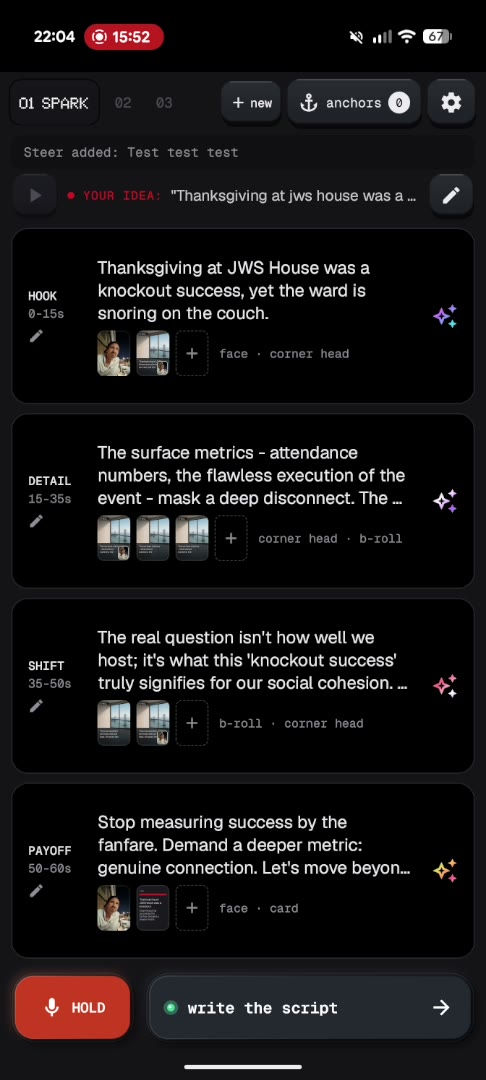 22:04 15:52 67
01 SPARK 02 03 + new anchors 0
Steer added: Test test test
YOUR IDEA: "Thanksgiving at jws house was a ...
Thanksgiving at JWS House was a
knockout success, yet the ward is
snoring on the couch.
HOOK
0-15s
face · corner head
The surface metrics - attendance
numbers, the flawless execution of the
event - mask a deep disconnect. The ...
DETAIL
15-35s
corner head · b-roll
The real question isn't how well we
host; it's what this 'knockout success'
truly signifies for our social cohesion. ...
SHIFT
35-50s
b-roll · corner head
Stop measuring success by the
fanfare. Demand a deeper metric:
genuine connection. Let's move beyon...
PAYOFF
50-60s
face · card
HOLD
write the script